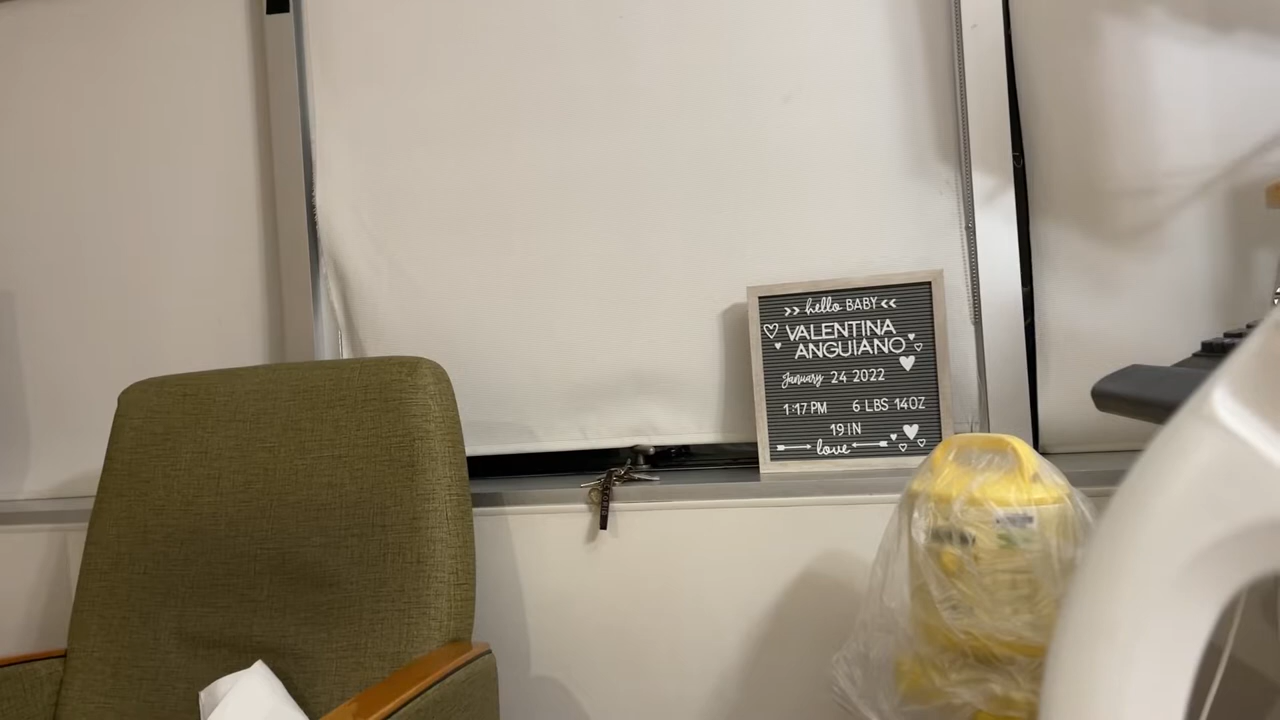 >> hello BABY <<
VALENTINA
ANGUIANO
January 24 2022
1:17 PM 6 LBS 14OZ
19 IN
love